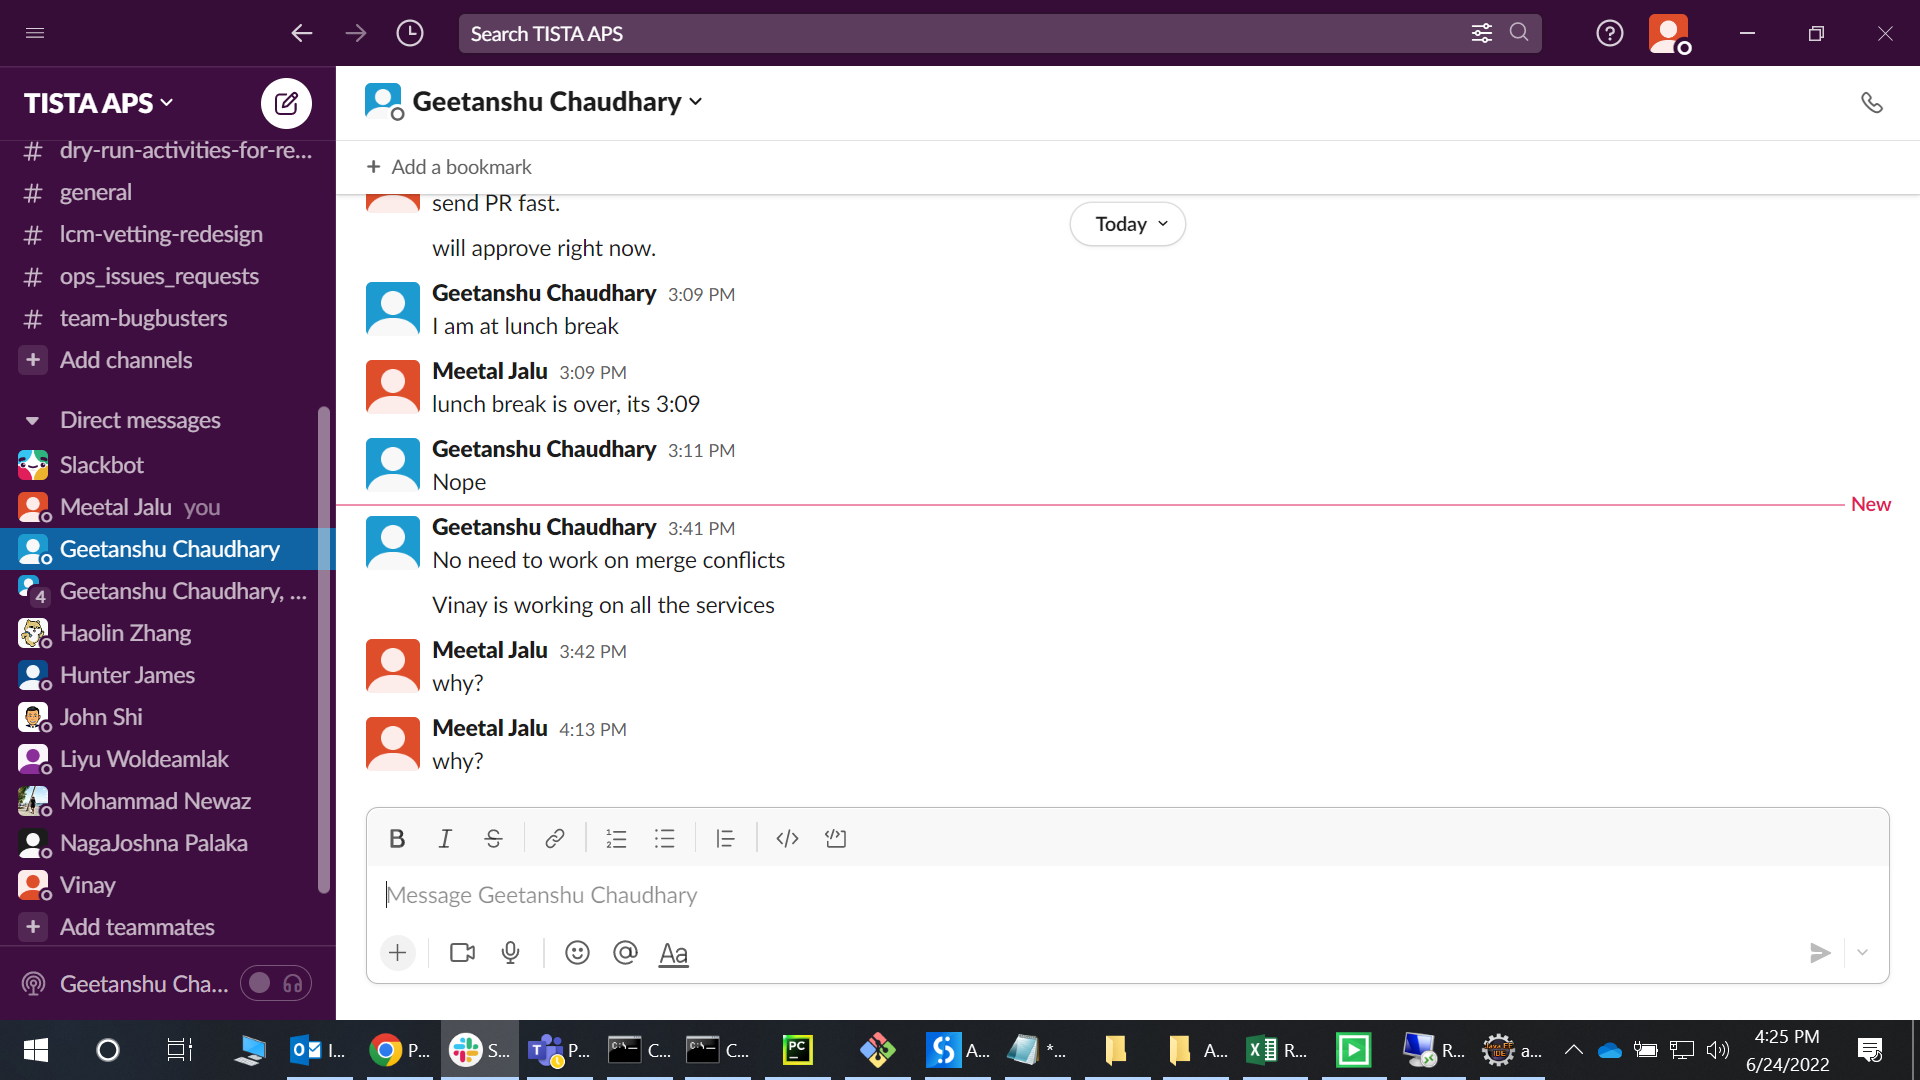 Search TISTA APS
TISTA APS
# dry-run-activities-for-re...
# general
# lcm-vetting-redesign
# ops_issues_requests
# team-bugbusters
+ Add channels
Direct messages
Slackbot
Meetal Jalu you
Geetanshu Chaudhary
4 Geetanshu Chaudhary, ...
Haolin Zhang
Hunter James
John Shi
Liyu Woldeamlak
Mohammad Newaz
NagaJoshna Palaka
Vinay
+ Add teammates
Geetanshu Cha...
Geetanshu Chaudhary
+ Add a bookmark
send PR fast.
Today
will approve right now.
Geetanshu Chaudhary 3:09 PM
I am at lunch break
Meetal Jalu 3:09 PM
lunch break is over, its 3:09
Geetanshu Chaudhary 3:11 PM
Nope
New
Geetanshu Chaudhary 3:41 PM
No need to work on merge conflicts
Vinay is working on all the services
Meetal Jalu 3:42 PM
why?
Meetal Jalu 4:13 PM
why?
B I S
Message Geetanshu Chaudhary
+ @ Aa
I... P... S... P... C... C... PC A... *... A... R... R... a...
4:25 PM
6/24/2022